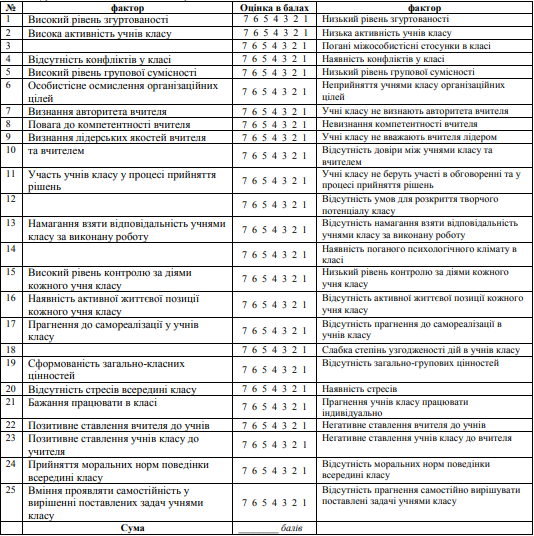 № фактор Оцінка в балах фактор
1 Високий рівень згуртованості 7 6 5 4 3 2 1 Низький рівень згуртованості
2 Висока активність учнів класу 7 6 5 4 3 2 1 Низька активність учнів класу
3 7 6 5 4 3 2 1 Погані міжособистісні стосунки в класі
4 Відсутність конфліктів у класі 7 6 5 4 3 2 1 Наявність конфліктів у класі
5 Високий рівень групової сумісності 7 6 5 4 3 2 1 Низький рівень групової сумісності
6 Особистісне осмислення організаційних 7 6 5 4 3 2 1 Неприйняття учнями класу організаційних
цілей цілей
7 Визнання авторитета вчителя 7 6 5 4 3 2 1 Учні класу не визнають авторитета вчителя
8 Повага до компетентності вчителя 7 6 5 4 3 2 1 Невизнання компетентності вчителя
9 Визнання лідерських якостей вчителя 7 6 5 4 3 2 1 Учні класу не вважають вчителя лідером
10 та вчителем 7 6 5 4 3 2 1 Відсутність довіри між учнями класу та
вчителем
11 Участь учнів класу у процесі прийняття 7 6 5 4 3 2 1 Учні класу не беруть участі в обговоренні та у
рішень процесі прийняття рішень
12 7 6 5 4 3 2 1 Відсутність умов для розкриття творчого
потенціалу класу
13 Намагання взяти відповідальність учнями 7 6 5 4 3 2 1 Відсутність намагання взяти відповідальність
класу за виконану роботу учнями класу за виконану роботу
14 7 6 5 4 3 2 1 Наявність поганого психологічного клімату в
класі
15 Високий рівень контролю за діями 7 6 5 4 3 2 1 Низький рівень контролю за діями кожного
кожного учня класу учня класу
16 Наявність активної життєвої позиції 7 6 5 4 3 2 1 Відсутність активної життєвої позиції кожного
кожного учня класу учня класу
17 Прагнення до самореалізації у учнів 7 6 5 4 3 2 1 Відсутність прагнення до самореалізації в
класу учнів класу
18 7 6 5 4 3 2 1 Слабка степінь узгодженості дій в учнів класу
19 Сформованість загально-класних 7 6 5 4 3 2 1 Відсутність загально-групових цінностей
цінностей
20 Відсутність стресів всередині класу 7 6 5 4 3 2 1 Наявність стресів
21 Бажання працювати в класі 7 6 5 4 3 2 1 Прагнення учнів класу працювати
індивідуально
22 Позитивне ставлення вчителя до учнів 7 6 5 4 3 2 1 Негативне ставлення вчителя до учнів
23 Позитивне ставлення учнів класу до 7 6 5 4 3 2 1 Негативне ставлення учнів класу до вчителя
учителя
24 Прийняття моральних норм поведінки 7 6 5 4 3 2 1 Відсутність моральних норм поведінки
всередині класу всередині класу
25 Вміння проявляти самостійність у 7 6 5 4 3 2 1 Відсутність прагнення самостійно вирішувати
вирішенні поставлених задач учнями поставлені задачі учнями класу
класу
Сума ________ балів